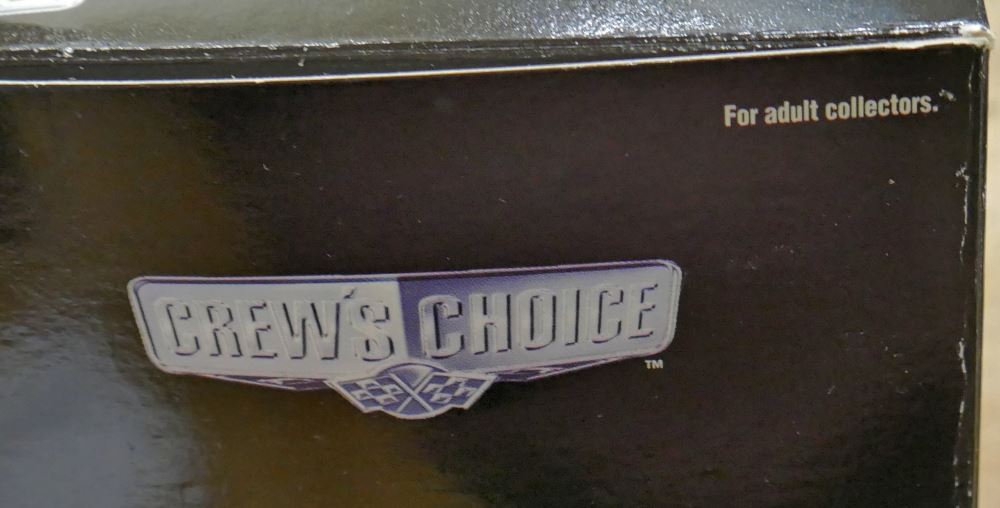 For adult collectors.
CREW'S CHOICE
TM